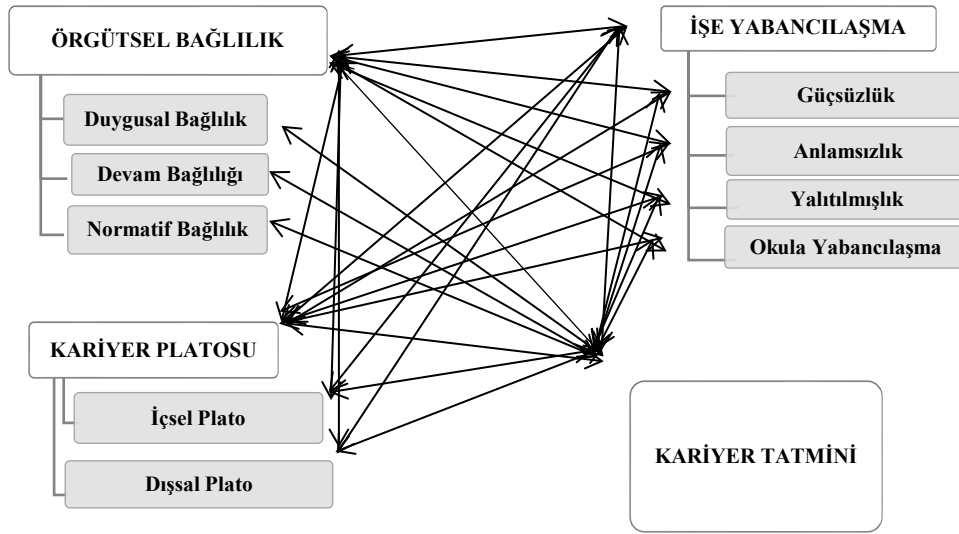 ÖRGÜTSEL BAĞLILIK
Duygusal Bağlılık
Devam Bağlılığı
Normatif Bağlılık
İŞE YABANCILAŞMA
Güçsüzlük
Anlamsızlık
Yalıtılmışlık
Okula Yabancılaşma
KARİYER PLATOSU
İçsel Plato
Dışsal Plato
KARİYER TATMİNİ